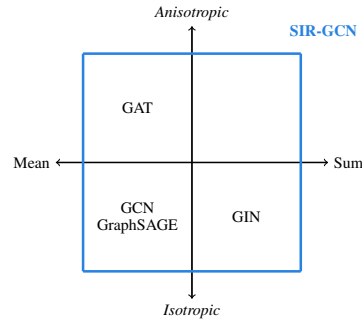 Anisotropic
SIR-GCN
GAT
Mean
Sum
GCN
GraphSAGE
GIN
Isotropic